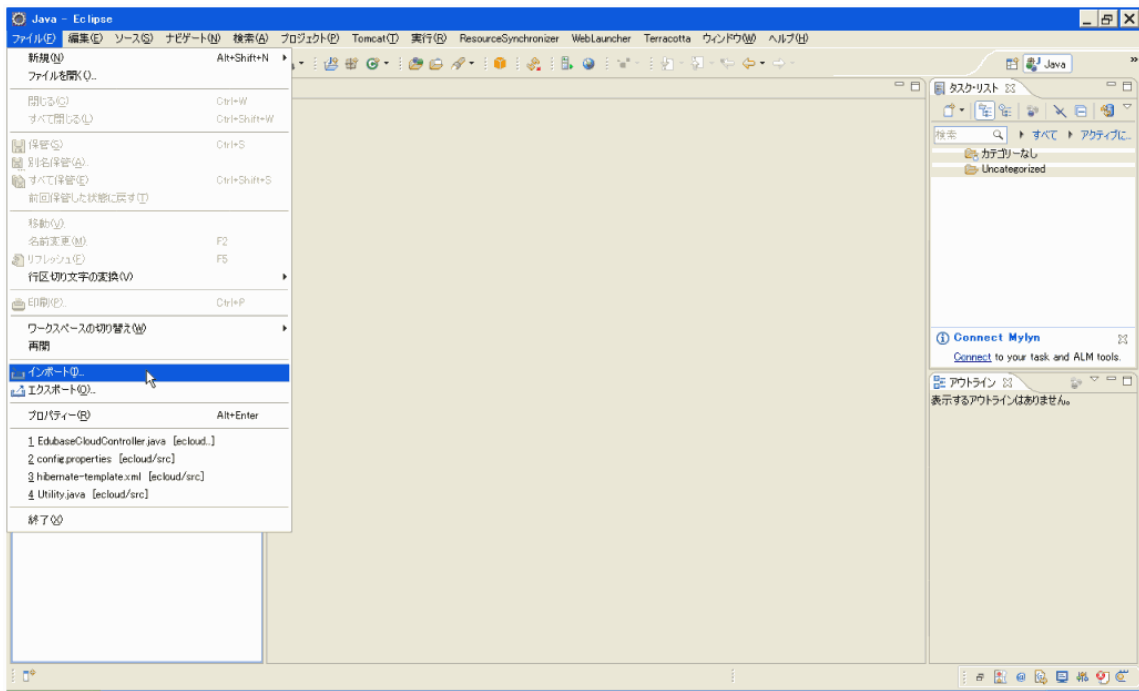 Java - Eclipse
ファイル(F) 編集(E) ソース(S) ナビゲート(N) 検索(A) プロジェクト(P) Tomcat(T) 実行(R) ResourceSynchronizer WebLauncher Terracotta ウィンドウ(W) ヘルプ(H)
新規(N) Alt+Shift+N
ファイルを開く(.)...
閉じる(C) Ctrl+W
すべて閉じる(L) Ctrl+Shift+W
保管(S) Ctrl+S
別名保管(A)...
すべて保管(E) Ctrl+Shift+S
前回保管した状態に戻す(T)
移動(V)...
名前変更(M)... F2
リフレッシュ(F) F5
行区切り文字の変換(V)
印刷(P)... Ctrl+P
ワークスペースの切り替え(W)
再開
インポート(I)...
エクスポート(O)...
プロパティー(R) Alt+Enter
1 EdubaseCloudController.java [ecloud..]
2 config.properties [ecloud/src]
3 hibernate-template.xml [ecloud/src]
4 Utility.java [ecloud/src]
終了(X)
Java
タスク・リスト
検索 すべて アクティブに...
カテゴリーなし
Uncategorized
Connect Mylyn
Connect to your task and ALM tools.
アウトライン
表示するアウトラインはありません。